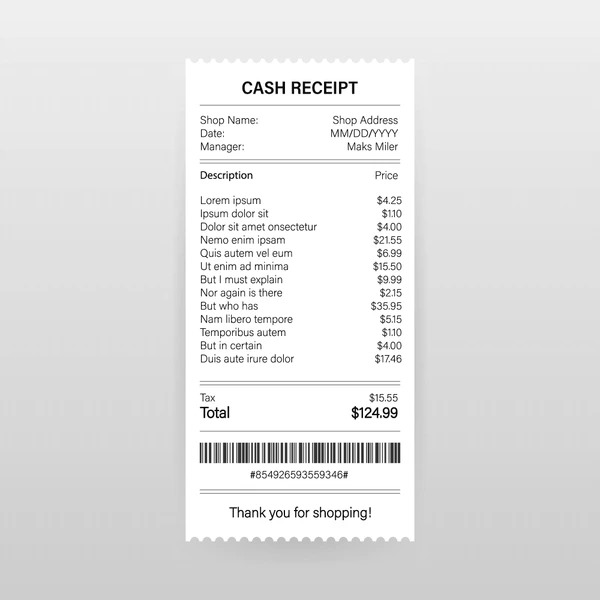 CASH RECEIPT
Shop Name: Shop Address
Date: MM/DD/YYYY
Manager: Maks Miler
Description Price
Lorem ipsum $4.25
Ipsum dolor sit $1.10
Dolor sit amet onsectetur $4.00
Nemo enim ipsam $21.55
Quis autem vel eum $6.99
Ut enim ad minima $15.50
But I must explain $9.99
Nor again is there $2.15
But who has $35.95
Nam libero tempore $5.15
Temporibus autem $1.10
But in certain $4.00
Duis aute irure dolor $17.46
Tax $15.55
Total $124.99
#854926593559346#
Thank you for shopping!